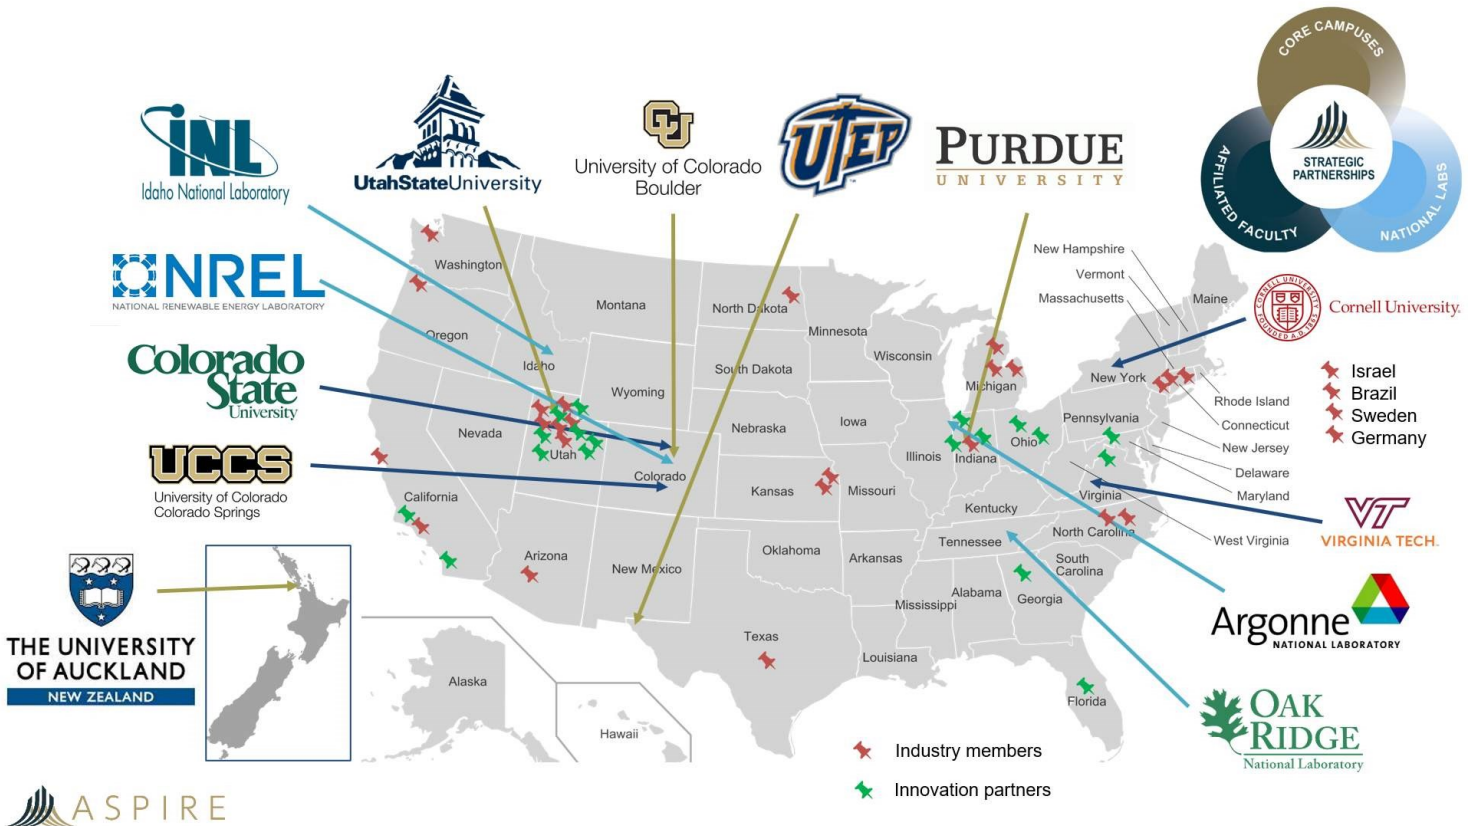 CORE CAMPUSES
AFFILIATED FACULTY
NATIONAL LABS
STRATEGIC
PARTNERSHIPS
INL
Idaho National Laboratory
UtahStateUniversity
CU
University of Colorado
Boulder
UTEP
PURDUE
UNIVERSITY
NREL
NATIONAL RENEWABLE ENERGY LABORATORY
Colorado
State
University
UCCS
University of Colorado
Colorado Springs
THE UNIVERSITY
OF AUCKLAND
NEW ZEALAND
Washington
Oregon
California
Nevada
Idaho
Montana
Wyoming
Utah
Arizona
Colorado
New Mexico
North Dakota
South Dakota
Nebraska
Kansas
Oklahoma
Texas
Minnesota
Iowa
Missouri
Arkansas
Louisiana
Wisconsin
Illinois
Michigan
Indiana
Ohio
Kentucky
Tennessee
Mississippi
Alabama
Georgia
Florida
South
Carolina
North Carolina
Virginia
West Virginia
Pennsylvania
New York
Maine
New Hampshire
Vermont
Massachusetts
Rhode Island
Connecticut
New Jersey
Delaware
Maryland
Alaska
Hawaii
CORNELL UNIVERSITY
FOUNDED A.D. 1865
Cornell University.
Israel
Brazil
Sweden
Germany
VT
VIRGINIA TECH.
Argonne
NATIONAL LABORATORY
OAK
RIDGE
National Laboratory
Industry members
Innovation partners
ASPIRE